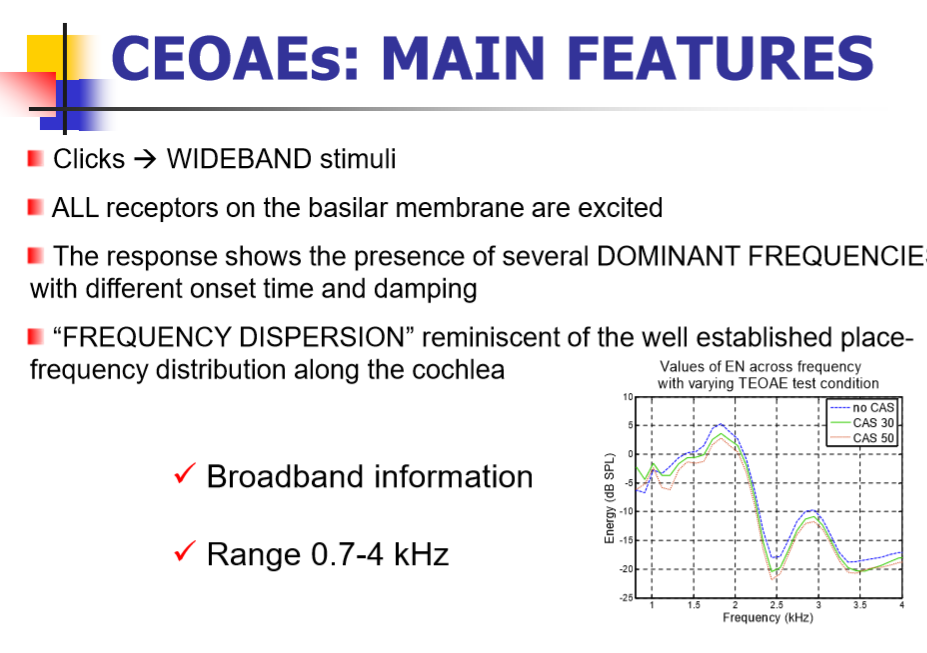 CEOAEs: MAIN FEATURES
Clicks → WIDEBAND stimuli
ALL receptors on the basilar membrane are excited
The response shows the presence of several DOMINANT FREQUENCIES
with different onset time and damping
“FREQUENCY DISPERSION” reminiscent of the well established place-
frequency distribution along the cochlea
Values of EN across frequency
with varying TEOAE test condition
10
5
0
-5
-10
-15
-20
-25
Energy (dB SPL)
no CAS
CAS 30
CAS 50
1 1.5 2 2.5 3 3.5 4
Frequency (kHz)
✓ Broadband information
✓ Range 0.7-4 kHz